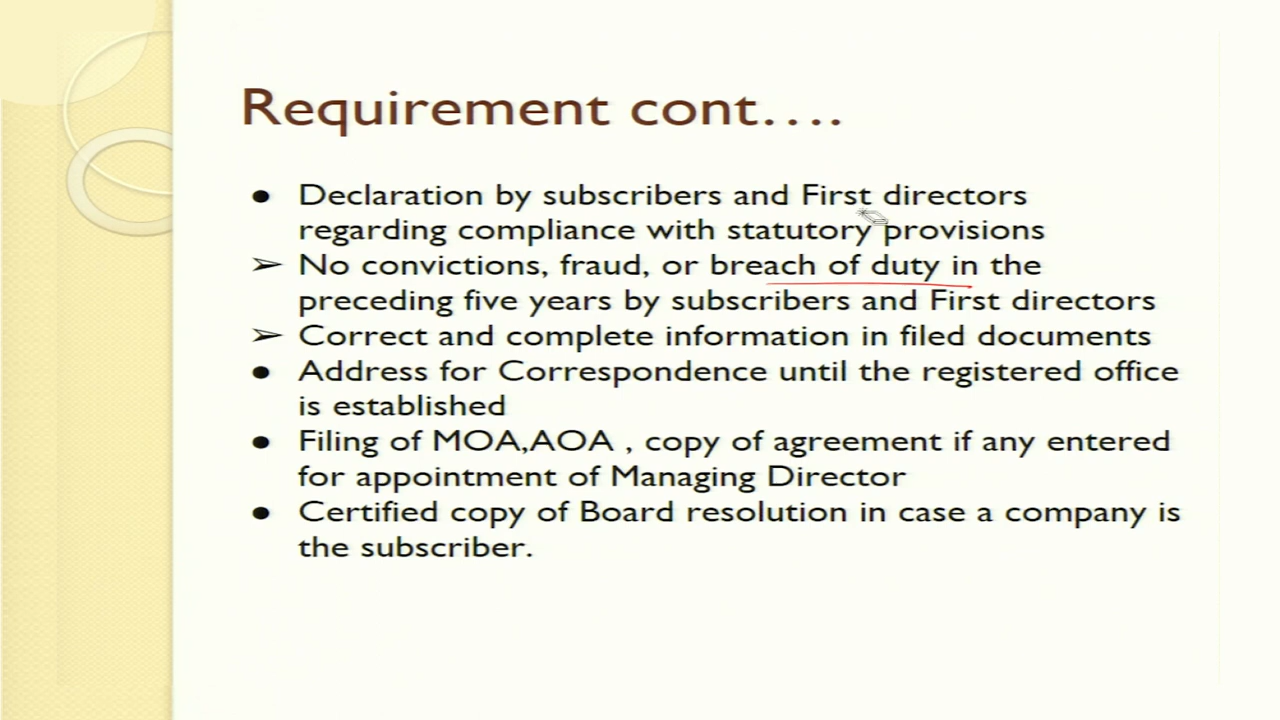 Requirement cont....
● Declaration by subscribers and First directors
regarding compliance with statutory provisions
➢ No convictions, fraud, or breach of duty in the
preceding five years by subscribers and First directors
➢ Correct and complete information in filed documents
● Address for Correspondence until the registered office
is established
● Filing of MOA,AOA , copy of agreement if any entered
for appointment of Managing Director
● Certified copy of Board resolution in case a company is
the subscriber.